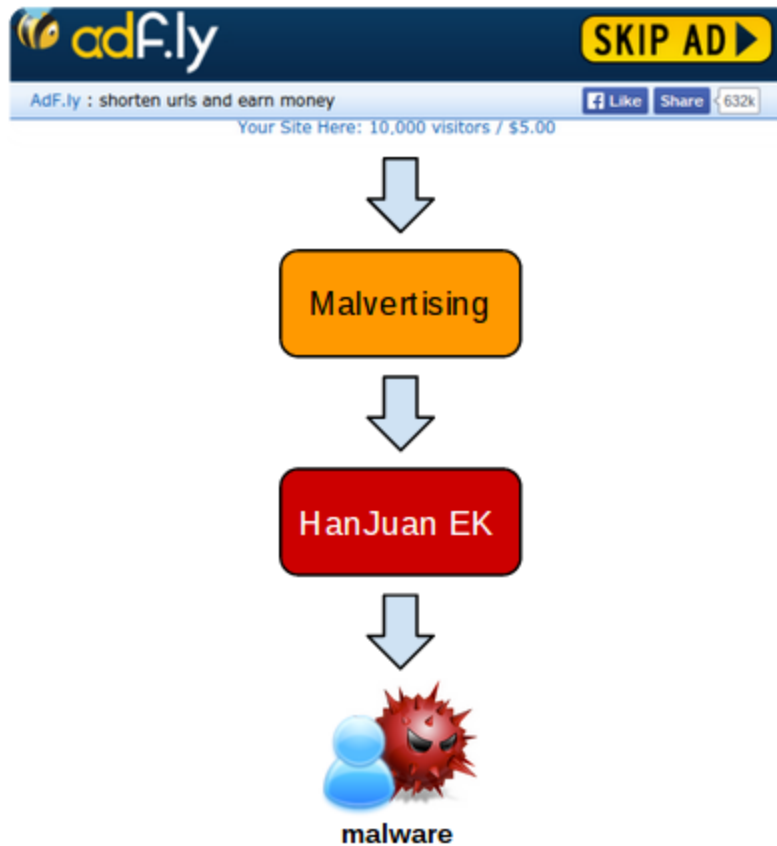 adf.ly
SKIP AD
AdF.ly : shorten urls and earn money
Like Share 632k
Your Site Here: 10,000 visitors / $5.00
Malvertising
HanJuan EK
malware